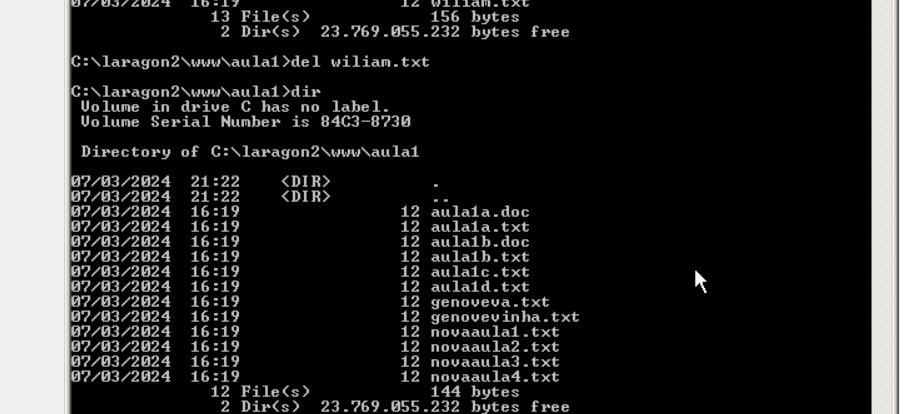 07/03/2024 16:19 12 wiliam.txt
13 File(s) 156 bytes
2 Dir(s) 23.769.055.232 bytes free
C:\laragon2\www\aula1>del wiliam.txt
C:\laragon2\www\aula1>dir
Volume in drive C has no label.
Volume Serial Number is 84C3-8730
Directory of C:\laragon2\www\aula1
07/03/2024 21:22 <DIR> .
07/03/2024 21:22 <DIR> ..
07/03/2024 16:19 12 aula1a.doc
07/03/2024 16:19 12 aula1a.txt
07/03/2024 16:19 12 aula1b.doc
07/03/2024 16:19 12 aula1b.txt
07/03/2024 16:19 12 aula1c.txt
07/03/2024 16:19 12 aula1d.txt
07/03/2024 16:19 12 genoveva.txt
07/03/2024 16:19 12 genovevinha.txt
07/03/2024 16:19 12 novaaula1.txt
07/03/2024 16:19 12 novaaula2.txt
07/03/2024 16:19 12 novaaula3.txt
07/03/2024 16:19 12 novaaula4.txt
12 File(s) 144 bytes
2 Dir(s) 23.769.055.232 bytes free